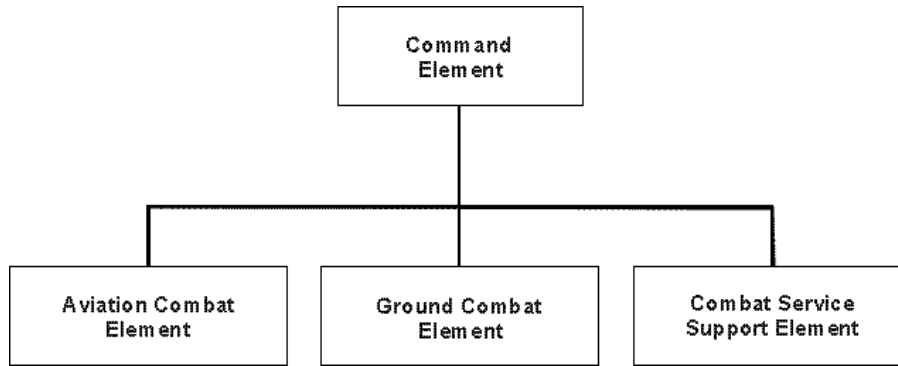 Command
Element
Aviation Combat
Element
Ground Combat
Element
Combat Service
Support Element